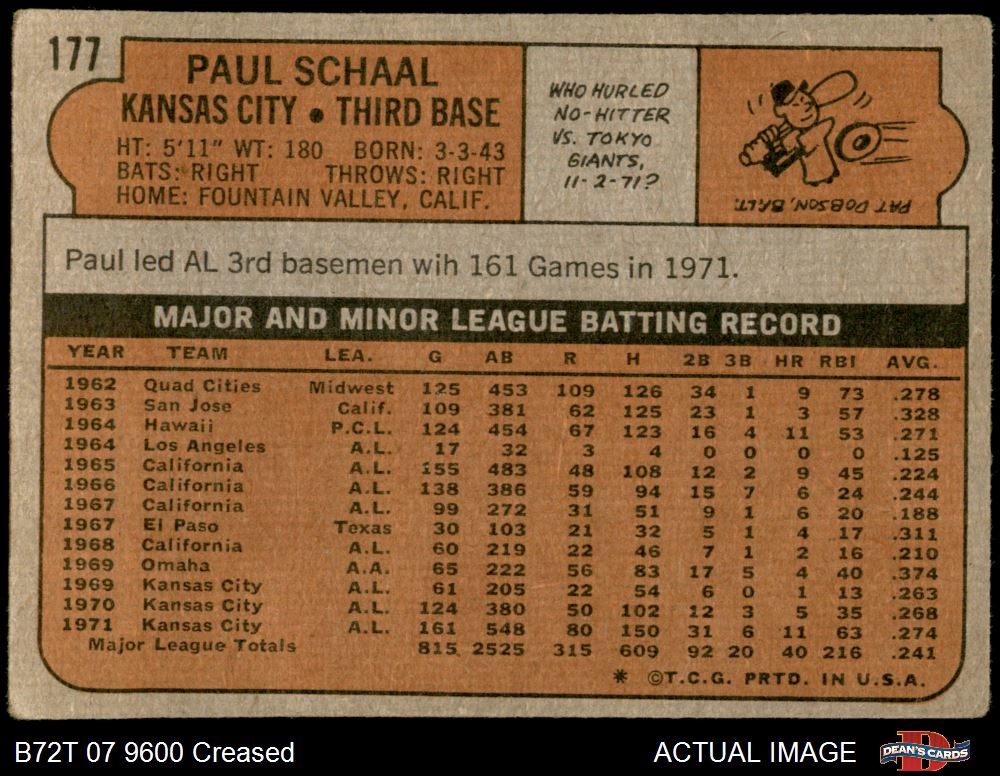 177
PAUL SCHAAL
KANSAS CITY • THIRD BASE
HT: 5'11" WT: 180 BORN: 3-3-43
BATS: RIGHT THROWS: RIGHT
HOME: FOUNTAIN VALLEY, CALIF.
WHO HURLED
NO-HITTER
VS. TOKYO
GIANTS,
11-2-71?
PAT DOBSON, BALT.
Paul led AL 3rd basemen wih 161 Games in 1971.
MAJOR AND MINOR LEAGUE BATTING RECORD
YEAR TEAM LEA. G AB R H 2B 3B HR RBI AVG.
1962 Quad Cities Midwest 125 453 109 126 34 1 9 73 .278
1963 San Jose Calif. 109 381 62 125 23 1 3 57 .328
1964 Hawaii P.C.L. 124 454 67 123 16 4 11 53 .271
1964 Los Angeles A.L. 17 32 3 4 0 0 0 0 .125
1965 California A.L. 155 483 48 108 12 2 9 45 .224
1966 California A.L. 138 386 59 94 15 7 6 24 .244
1967 California A.L. 99 272 31 51 9 1 6 20 .188
1967 El Paso Texas 30 103 21 32 5 1 4 17 .311
1968 California A.L. 60 219 22 46 7 1 2 16 .210
1969 Omaha A.A. 65 222 56 83 17 5 4 40 .374
1969 Kansas City A.L. 61 205 22 54 6 0 1 13 .263
1970 Kansas City A.L. 124 380 50 102 12 3 5 35 .268
1971 Kansas City A.L. 161 548 80 150 31 6 11 63 .274
Major League Totals 815 2525 315 609 92 20 40 216 .241
* ©T.C.G. PRTD. IN U.S.A.
B72T 07 9600 Creased
ACTUAL IMAGE
DEAN'S CARDS